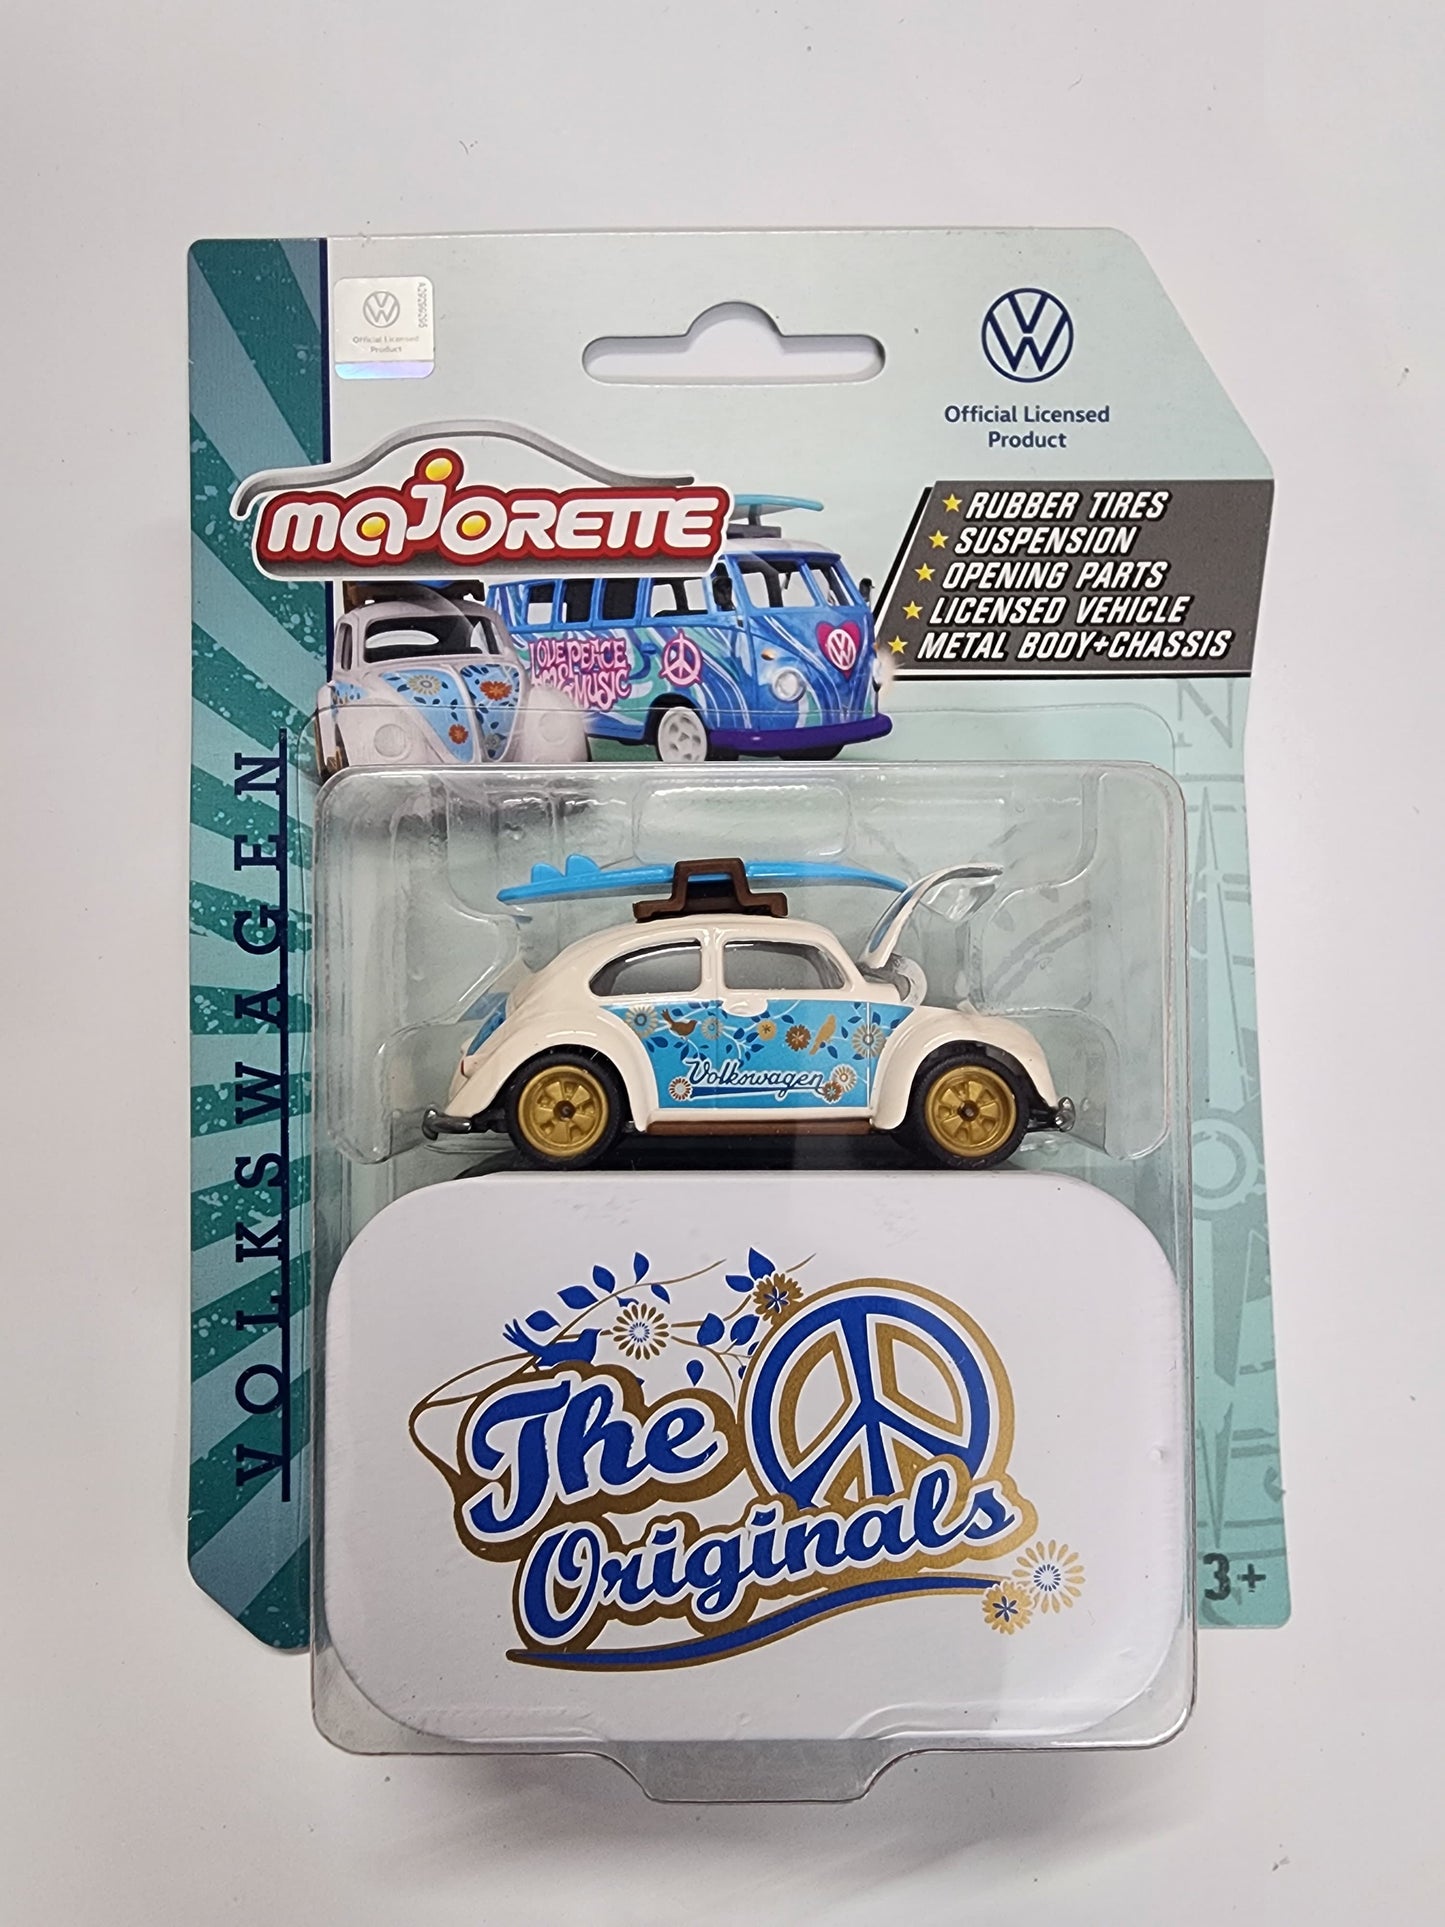 A29299295
Official Licensed
Product
Official Licensed
Product
majorette
RUBBER TIRES
SUSPENSION
OPENING PARTS
LICENSED VEHICLE
METAL BODY+CHASSIS
LOVE PEACE
MUSIC
VOLKSWAGEN
Volkswagen
The
Originals
3+